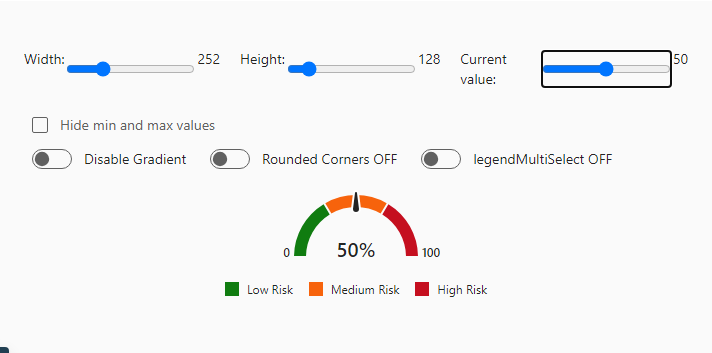 Width: 252 Height: 128 Current value: 50
Hide min and max values
Disable Gradient Rounded Corners OFF legendMultiSelect OFF
0 50% 100
Low Risk Medium Risk High Risk